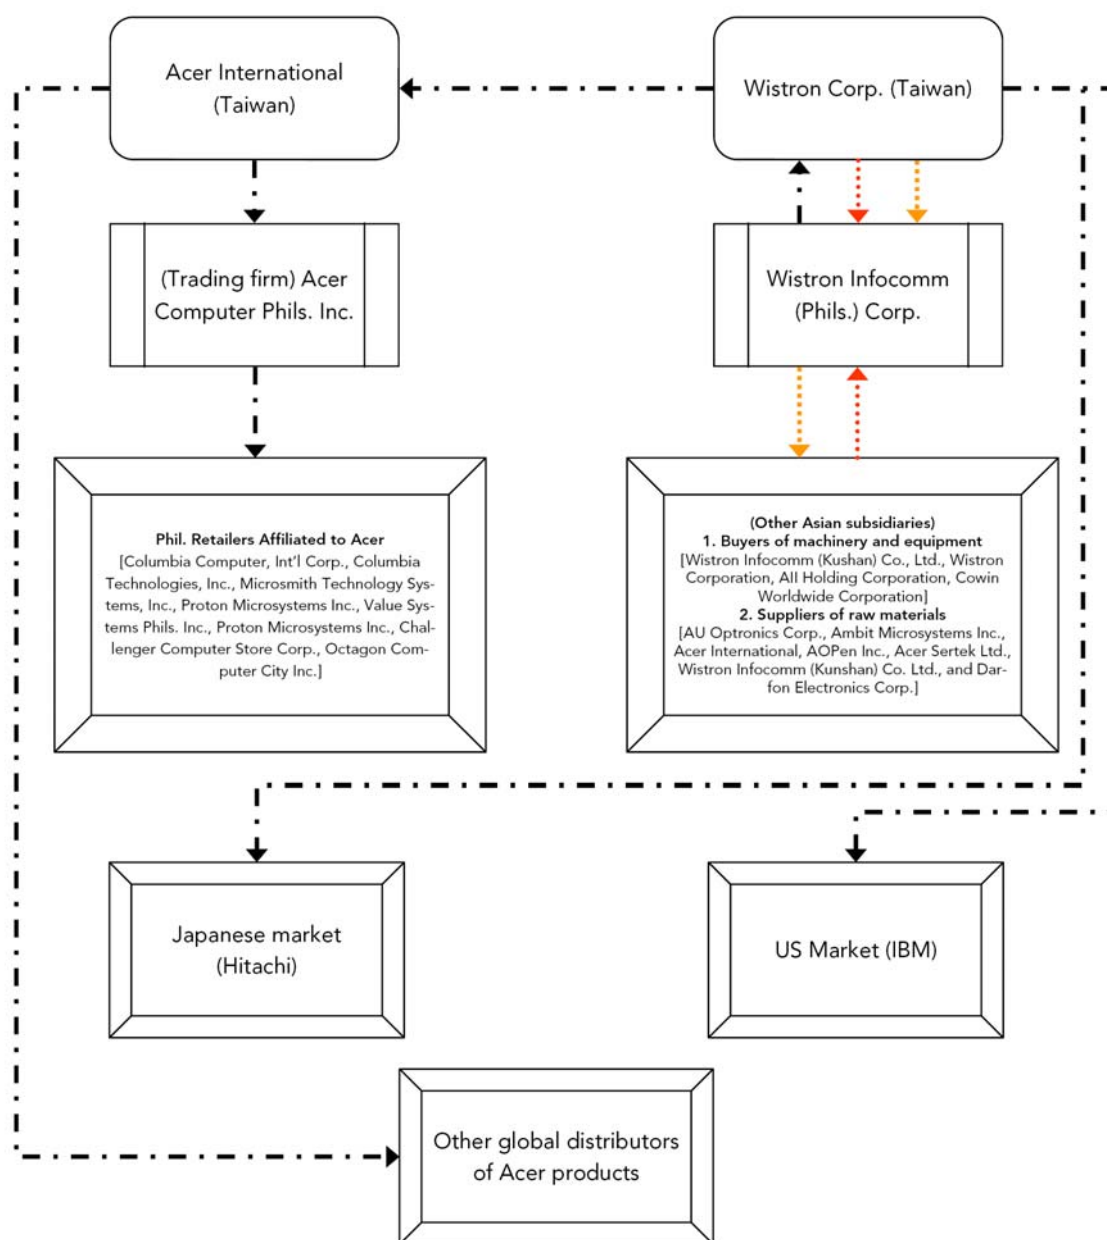 Acer International
(Taiwan)
Wistron Corp. (Taiwan)
(Trading firm) Acer
Computer Phils. Inc.
Wistron Infocomm
(Phils.) Corp.
Phil. Retailers Affiliated to Acer
[Columbia Computer, Int'l Corp., Columbia
Technologies, Inc., Microsmith Technology Sys-
tems, Inc., Proton Microsystems Inc., Value Sys-
tems Phils. Inc., Proton Microsystems Inc., Chal-
lenger Computer Store Corp., Octagon Com-
puter City Inc.]
(Other Asian subsidiaries)
1. Buyers of machinery and equipment
[Wistron Infocomm (Kushan) Co., Ltd., Wistron
Corporation, AII Holding Corporation, Cowin
Worldwide Corporation]
2. Suppliers of raw materials
[AU Optronics Corp., Ambit Microsystems Inc.,
Acer International, AOPen Inc., Acer Sertek Ltd.,
Wistron Infocomm (Kunshan) Co. Ltd., and Dar-
fon Electronics Corp.]
Japanese market
(Hitachi)
US Market (IBM)
Other global distributors
of Acer products